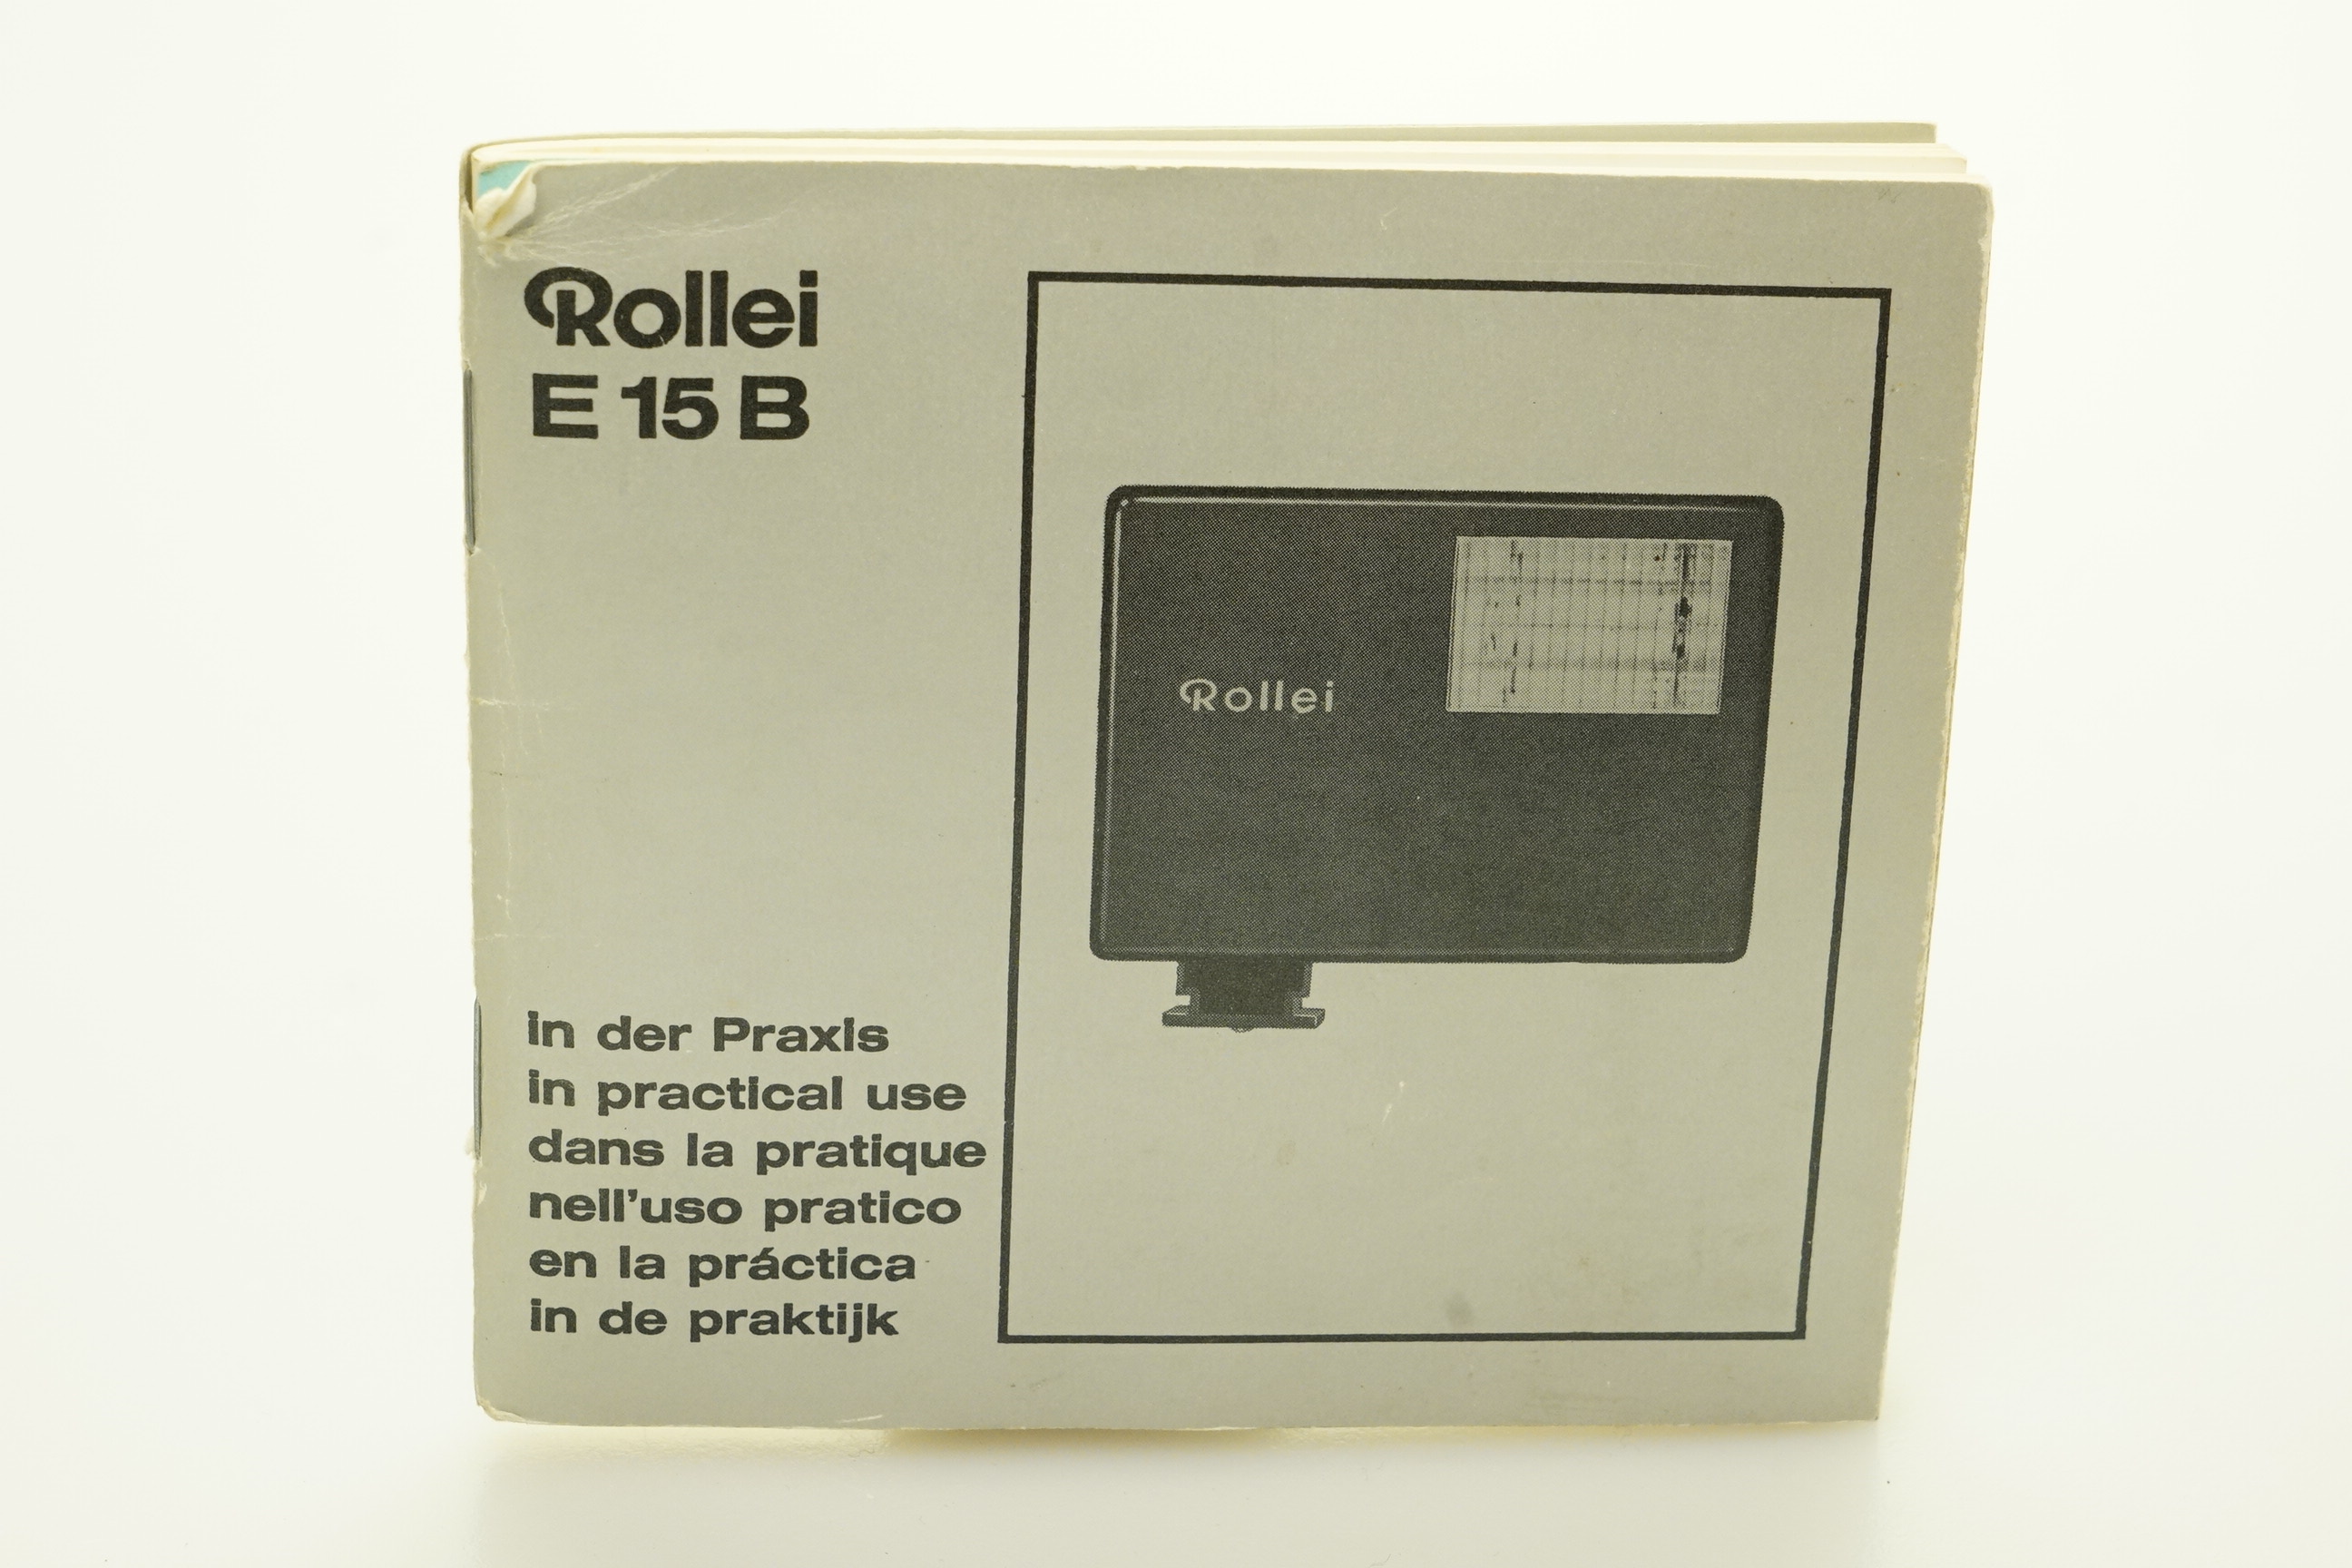 Rollei
E 15 B
Rollei
in der Praxis
in practical use
dans la pratique
nell'uso pratico
en la práctica
in de praktijk